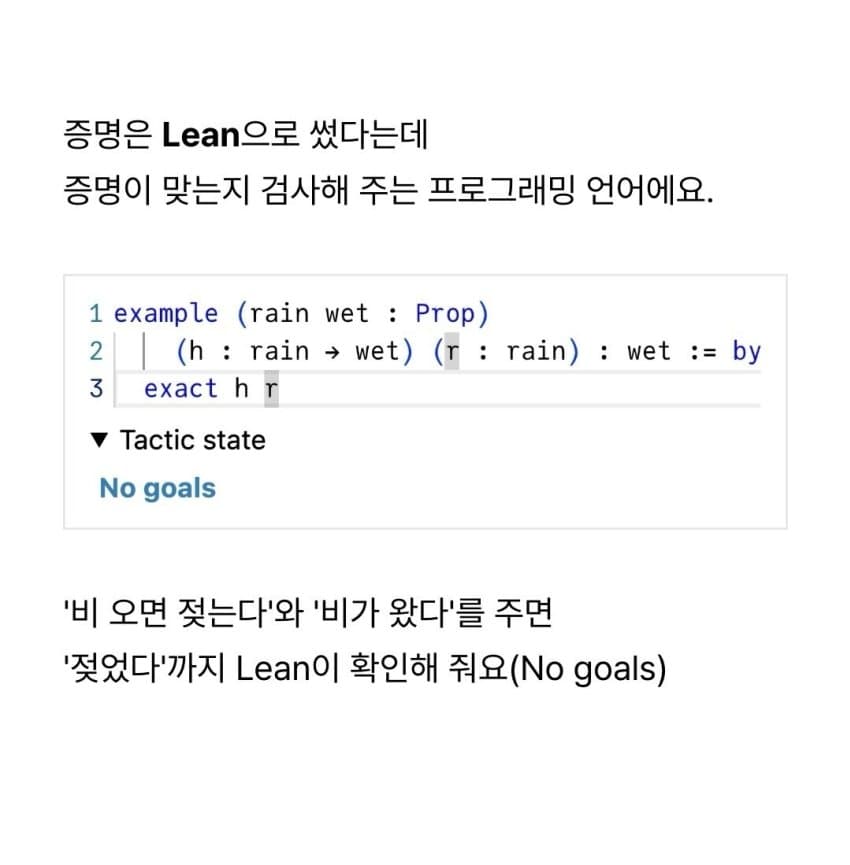 증명은 Lean으로 썼다는데
증명이 맞는지 검사해 주는 프로그래밍 언어에요.
1 example (rain wet : Prop)
2 (h : rain → wet) (r : rain) : wet := by
3 exact h r
▼ Tactic state
No goals
'비 오면 젖는다'와 '비가 왔다'를 주면
'젖었다'까지 Lean이 확인해 줘요(No goals)